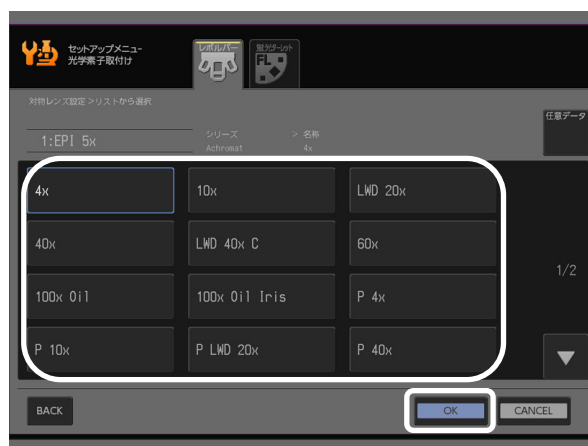 セットアップメニュー
光学素子取付け
レボルバー
蛍光ターレット
FL
対物レンズ設定 >リストから選択
任意データ
1:EPI 5x
シリーズ > 名称
Achromat 4x
4x
10x
LWD 20x
40x
LWD 40x C
60x
1/2
100x Oil
100x Oil Iris
P 4x
P 10x
P LWD 20x
P 40x
BACK
OK
CANCEL